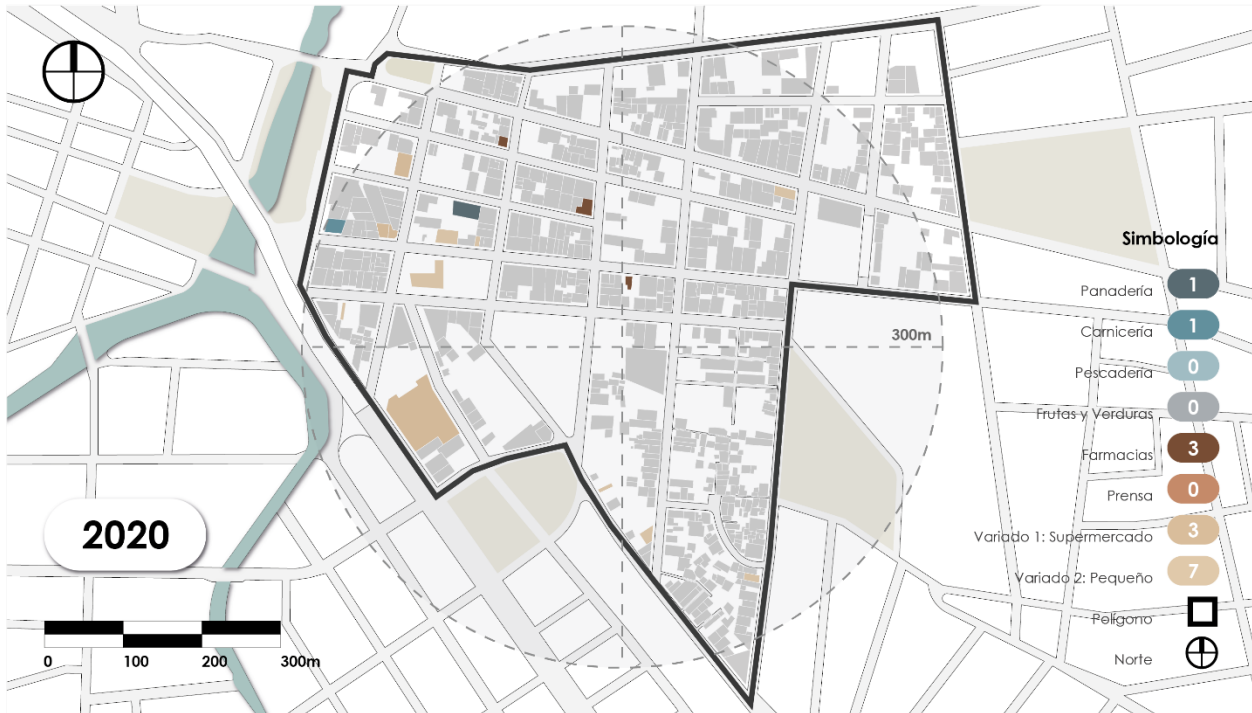 Simbología
Panadería 1
Carnicería 1
Pescadería 0
Frutas y Verduras 0
Farmacias 3
Prensa 0
Variado 1: Supermercado 3
Variado 2: Pequeño 7
Polígono
Norte
300m
2020
0 100 200 300m